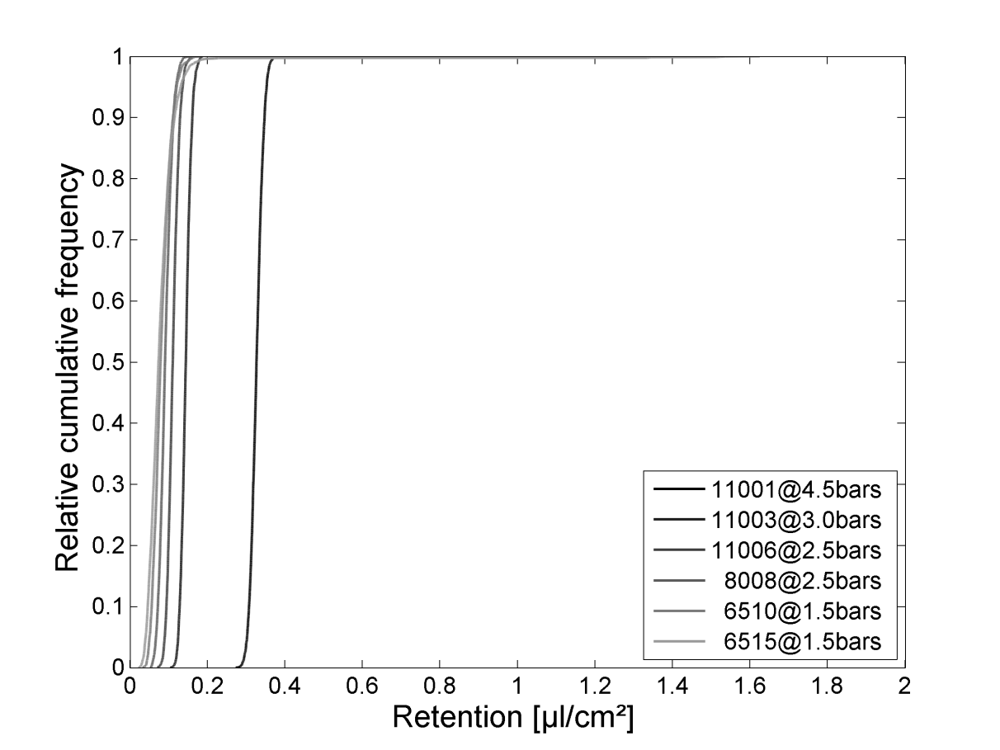 1
0.9
0.8
0.7
0.6
0.5
0.4
0.3
0.2
0.1
0
Relative cumulative frequency
11001@4.5bars
11003@3.0bars
11006@2.5bars
8008@2.5bars
6510@1.5bars
6515@1.5bars
0 0.2 0.4 0.6 0.8 1 1.2 1.4 1.6 1.8 2
Retention [µl/cm²]